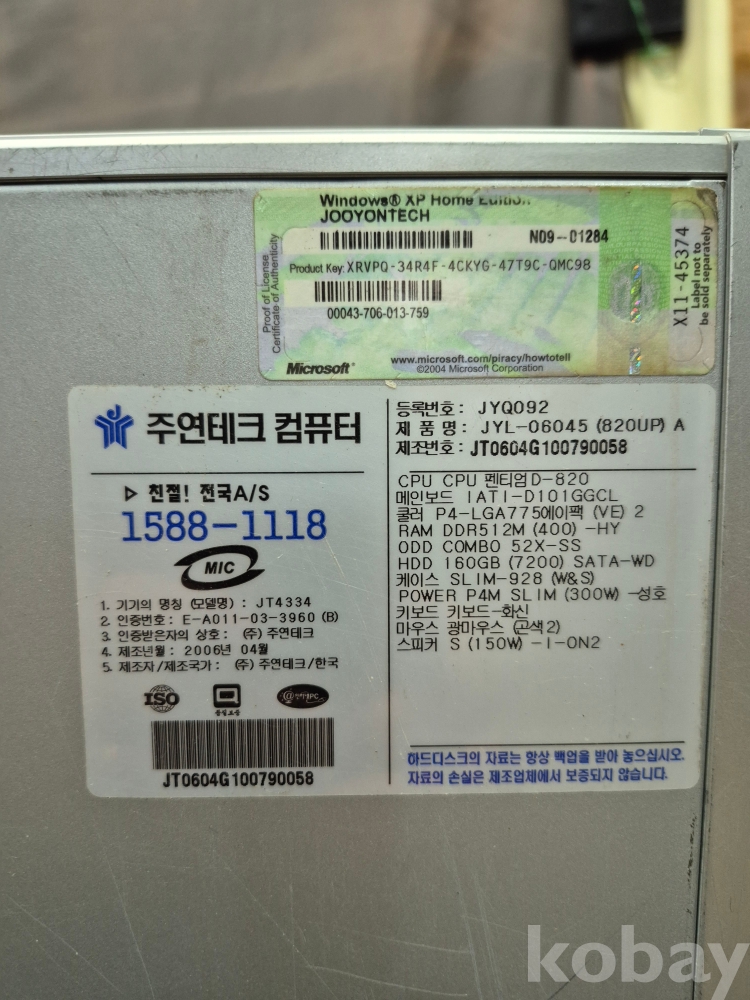 Windows® XP Home Edition
JOOYONTECH
N09-01284
Product Key: XRVPQ-34R4F-4CKYG-47T9C-QMC98
00043-706-013-759
Microsoft®
www.microsoft.com/piracy/howtotell
©2004 Microsoft Corporation
Proof of License
Certificate of Authenticity
X11-45374
Label not to
be sold separately
주연테크 컴퓨터
▷ 친절! 전국A/S
1588-1118
MIC
1. 기기의 명칭 (모델명) : JT4334
2. 인증번호 : E-A011-03-3960 (B)
3. 인증받은자의 상호 : (주) 주연테크
4. 제조년월 : 2006년 04월
5. 제조자/제조국가 : (주) 주연테크/한국
ISO
품질보증
JT0604G100790058
등록번호 : JYQ092
제 품 명 : JYL-06045 (820UP) A
제조번호 : JT0604G100790058
CPU CPU 펜티엄D-820
메인보드 IATI-D101GGCL
쿨러 P4-LGA775에이팩 (VE) 2
RAM DDR512M (400) -HY
ODD COMBO 52X-SS
HDD 160GB (7200) SATA-WD
케이스 SLIM-928 (W&S)
POWER P4M SLIM (300W) -성호
키보드 키보드-화신
마우스 광마우스 (곤색2)
스피커 S (150W) -I-ON2
하드디스크의 자료는 항상 백업을 받아 놓으십시오.
자료의 손실은 제조업체에서 보증되지 않습니다.
kobay